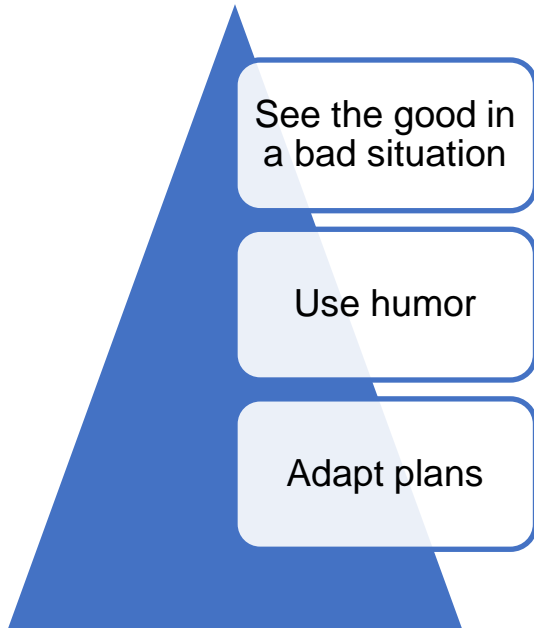 See the good in
a bad situation
Use humor
Adapt plans